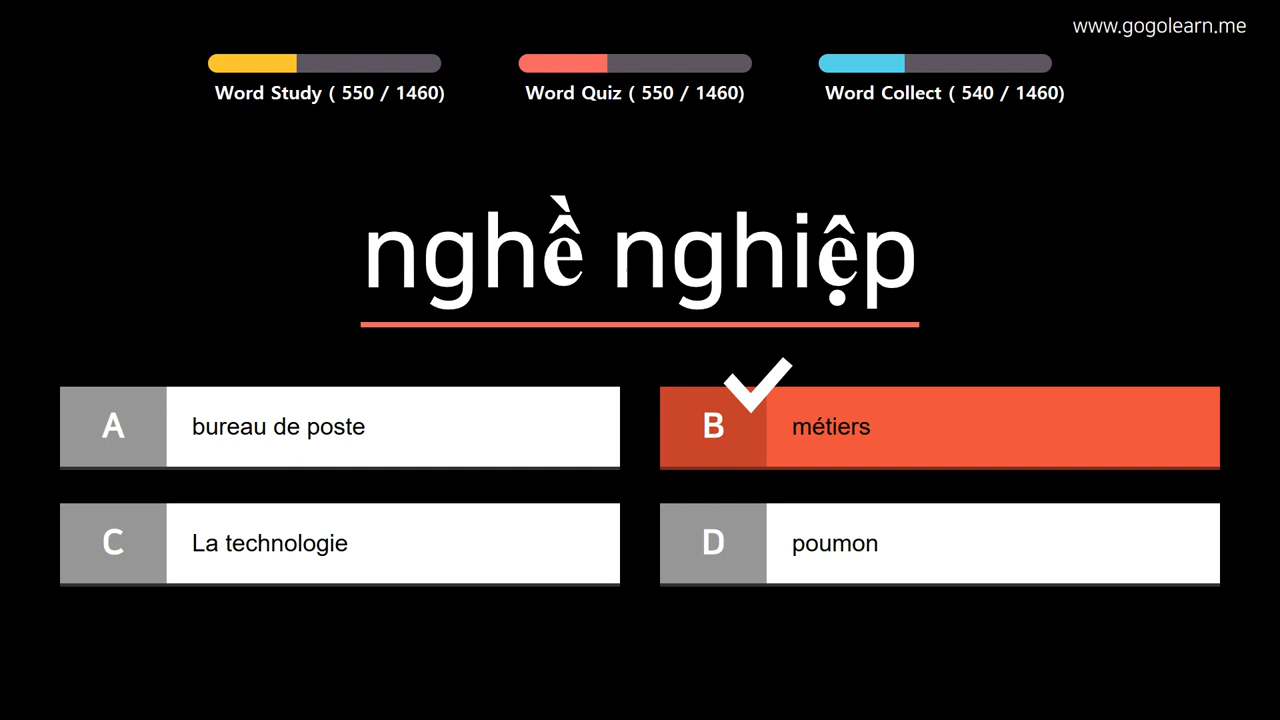 www.gogolearn.me
Word Study ( 550 / 1460)
Word Quiz ( 550 / 1460)
Word Collect ( 540 / 1460)
nghề nghiệp
A
bureau de poste
B
métiers
C
La technologie
D
poumon